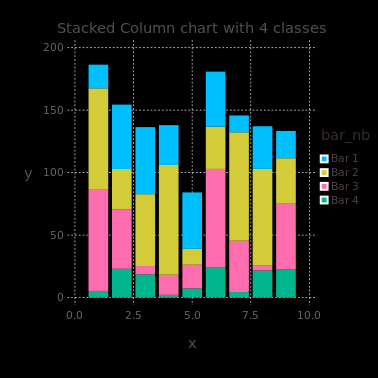 Stacked Column chart with 4 classes
200
150
100
50
0
y
0.0 2.5 5.0 7.5 10.0
x
bar_nb
Bar 1
Bar 2
Bar 3
Bar 4